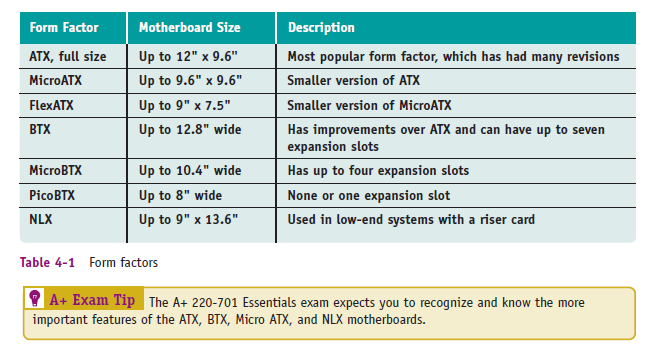 Form Factor Motherboard Size Description
ATX, full size Up to 12" x 9.6" Most popular form factor, which has had many revisions
MicroATX Up to 9.6" x 9.6" Smaller version of ATX
FlexATX Up to 9" x 7.5" Smaller version of MicroATX
BTX Up to 12.8" wide Has improvements over ATX and can have up to seven
expansion slots
MicroBTX Up to 10.4" wide Has up to four expansion slots
PicoBTX Up to 8" wide None or one expansion slot
NLX Up to 9" x 13.6" Used in low-end systems with a riser card
Table 4-1 Form factors
A+ Exam Tip The A+ 220-701 Essentials exam expects you to recognize and know the more
important features of the ATX, BTX, Micro ATX, and NLX motherboards.